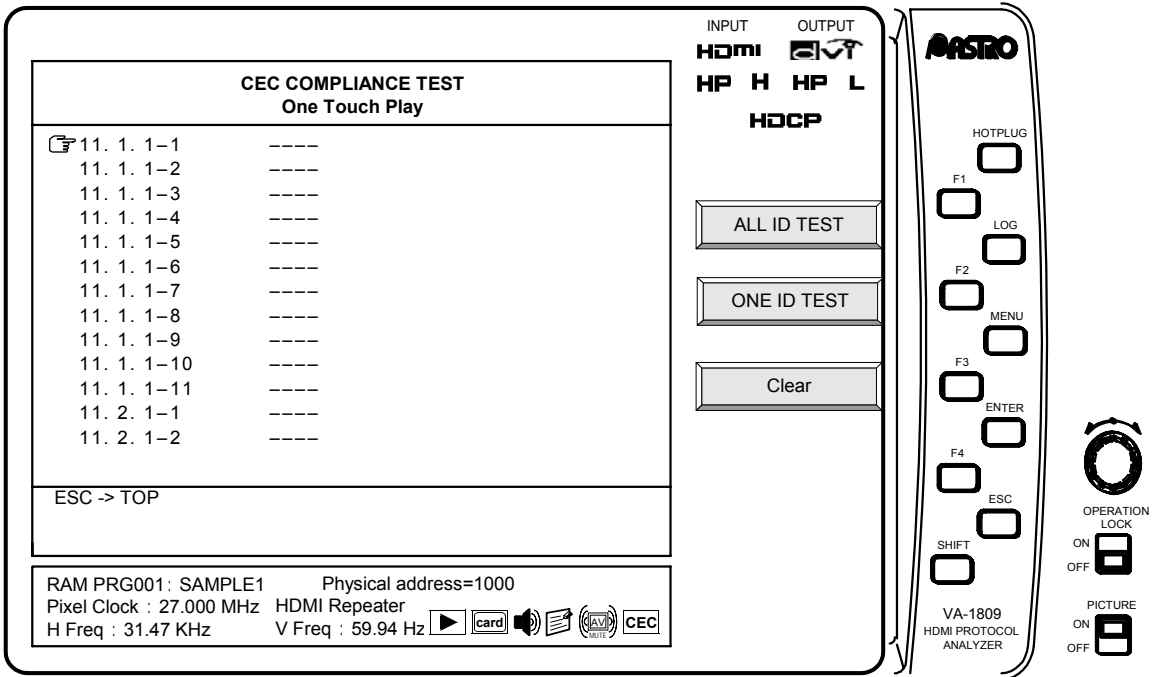 CEC COMPLIANCE TEST
One Touch Play
11. 1. 1–1 ––––
11. 1. 1–2 ––––
11. 1. 1–3 ––––
11. 1. 1–4 ––––
11. 1. 1–5 ––––
11. 1. 1–6 ––––
11. 1. 1–7 ––––
11. 1. 1–8 ––––
11. 1. 1–9 ––––
11. 1. 1–10 ––––
11. 1. 1–11 ––––
11. 2. 1–1 ––––
11. 2. 1–2 ––––
ESC -> TOP
RAM PRG001: SAMPLE1 Physical address=1000
Pixel Clock : 27.000 MHz HDMI Repeater
H Freq : 31.47 KHz V Freq : 59.94 Hz
card
AV
MUTE
CEC
INPUT OUTPUT
HDMI DVI
HP H HP L
HDCP
ALL ID TEST
ONE ID TEST
Clear
ASTRO
HOTPLUG
F1
LOG
F2
MENU
F3
ENTER
F4
ESC
SHIFT
VA-1809
HDMI PROTOCOL
ANALYZER
OPERATION
LOCK
ON
OFF
PICTURE
ON
OFF